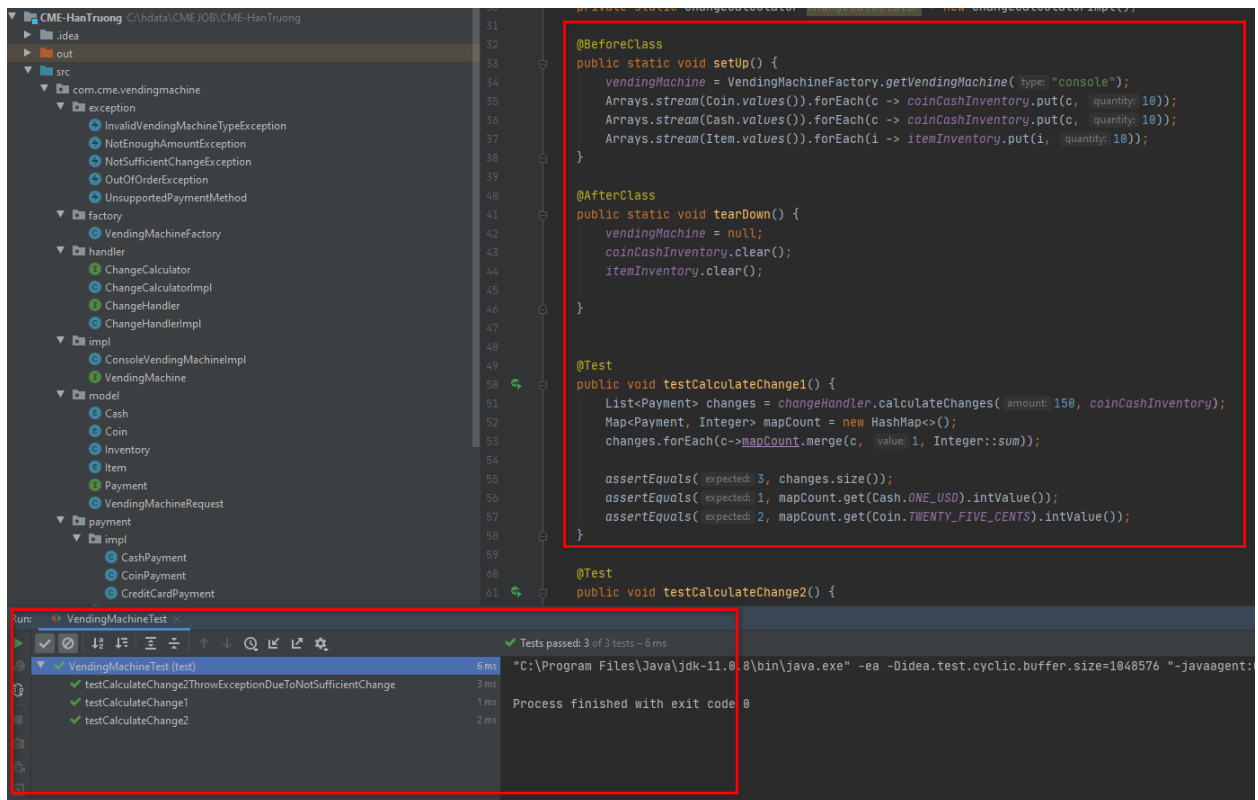 CME-HanTruong C:\hdata\CME JOB\CME-HanTruong
.idea
out
src
com.cme.vendingmachine
exception
InvalidVendingMachineTypeException
NotEnoughAmountException
NotSufficientChangeException
OutOfOrderException
UnsupportedPaymentMethod
factory
VendingMachineFactory
handler
ChangeCalculator
ChangeCalculatorImpl
ChangeHandler
ChangeHandlerImpl
impl
ConsoleVendingMachineImpl
VendingMachine
model
Cash
Coin
Inventory
Item
Payment
VendingMachineRequest
payment
impl
CashPayment
CoinPayment
CreditCardPayment
31
32 @BeforeClass
33 public static void setUp() {
34 vendingMachine = VendingMachineFactory.getVendingMachine( type: "console");
35 Arrays.stream(Coin.values()).forEach(c -> coinCashInventory.put(c, quantity: 10));
36 Arrays.stream(Cash.values()).forEach(c -> coinCashInventory.put(c, quantity: 10));
37 Arrays.stream(Item.values()).forEach(i -> itemInventory.put(i, quantity: 10));
38 }
39
40 @AfterClass
41 public static void tearDown() {
42 vendingMachine = null;
43 coinCashInventory.clear();
44 itemInventory.clear();
45
46 }
47
48
49 @Test
50 public void testCalculateChange1() {
51 List<Payment> changes = changeHandler.calculateChanges( amount: 150, coinCashInventory);
52 Map<Payment, Integer> mapCount = new HashMap<>();
53 changes.forEach(c->mapCount.merge(c, value: 1, Integer::sum));
54
55 assertEquals( expected: 3, changes.size());
56 assertEquals( expected: 1, mapCount.get(Cash.ONE_USD).intValue());
57 assertEquals( expected: 2, mapCount.get(Coin.TWENTY_FIVE_CENTS).intValue());
58 }
59
60 @Test
61 public void testCalculateChange2() {
Run: VendingMachineTest ×
Tests passed: 3 of 3 tests – 6 ms
VendingMachineTest (test) 6 ms
testCalculateChange2ThrowExceptionDueToNotSufficientChange 3 ms
testCalculateChange1 1 ms
testCalculateChange2 2 ms
"C:\Program Files\Java\jdk-11.0.8\bin\java.exe" -ea -Didea.test.cyclic.buffer.size=1048576 "-javaagent:
Process finished with exit code 0